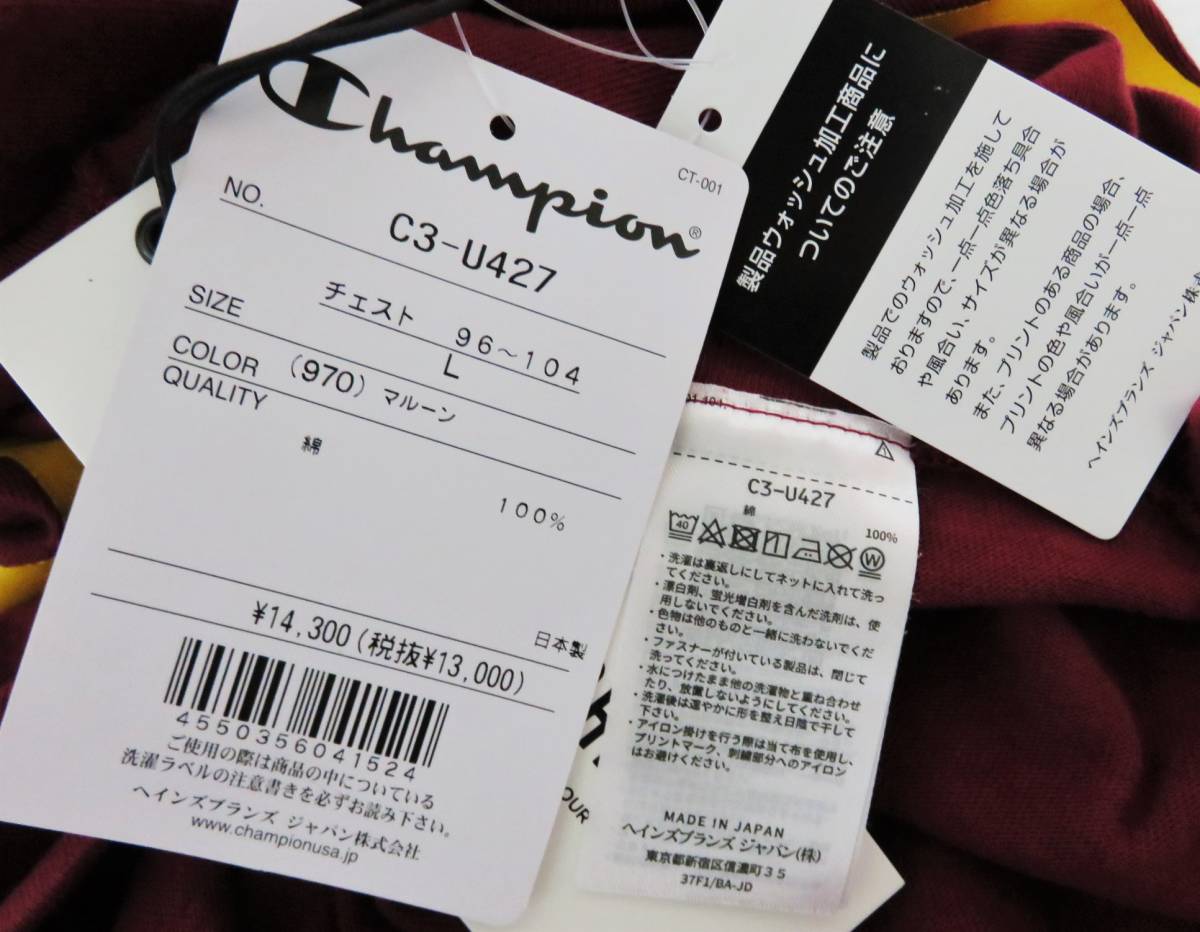 Champion®
CT-001
NO.
C3-U427
SIZE
チェスト 96~104
L
COLOR (970) マルーン
QUALITY
綿
100%
¥14,300(税抜¥13,000)
日本製
4550356041524
ご使用の際は商品の中についている
洗濯ラベルの注意書きを必ずお読み下さい。
ヘインズブランズ ジャパン株式会社
www.championusa.jp
製品ウォッシュ加工商品に
ついてのご注意
製品でのウォッシュ加工を施して
おりますので、一点一点色落ち具合
や風合い、サイズが異なる場合が
あります。
また、プリントのある商品の場合、
プリントの色や風合いが一点一点
異なる場合があります。
ヘインズブランズ ジャパン株式
C3-U427
綿
100%
40
W
・洗濯は裏返しにしてネットに入れて洗っ
てください。
・漂白剤、蛍光増白剤を含んだ洗剤は、使
用しないでください。
・色物は他のものと一緒に洗わないでくだ
さい。
・ファスナーが付いている製品は、閉じて
洗ってください。
・水につけたまま他の洗濯物と重ね合わせ
たり、放置しないようにしてください。
・洗濯後は速やかに形を整え日陰で干して
下さい。
・アイロン掛けを行う際は当て布を使用し、
プリントマーク、刺繍部分へのアイロン
はお避けください。
MADE IN JAPAN
ヘインズブランズ ジャパン(株)
東京都新宿区信濃町35
37F1/BA-JD
OUR